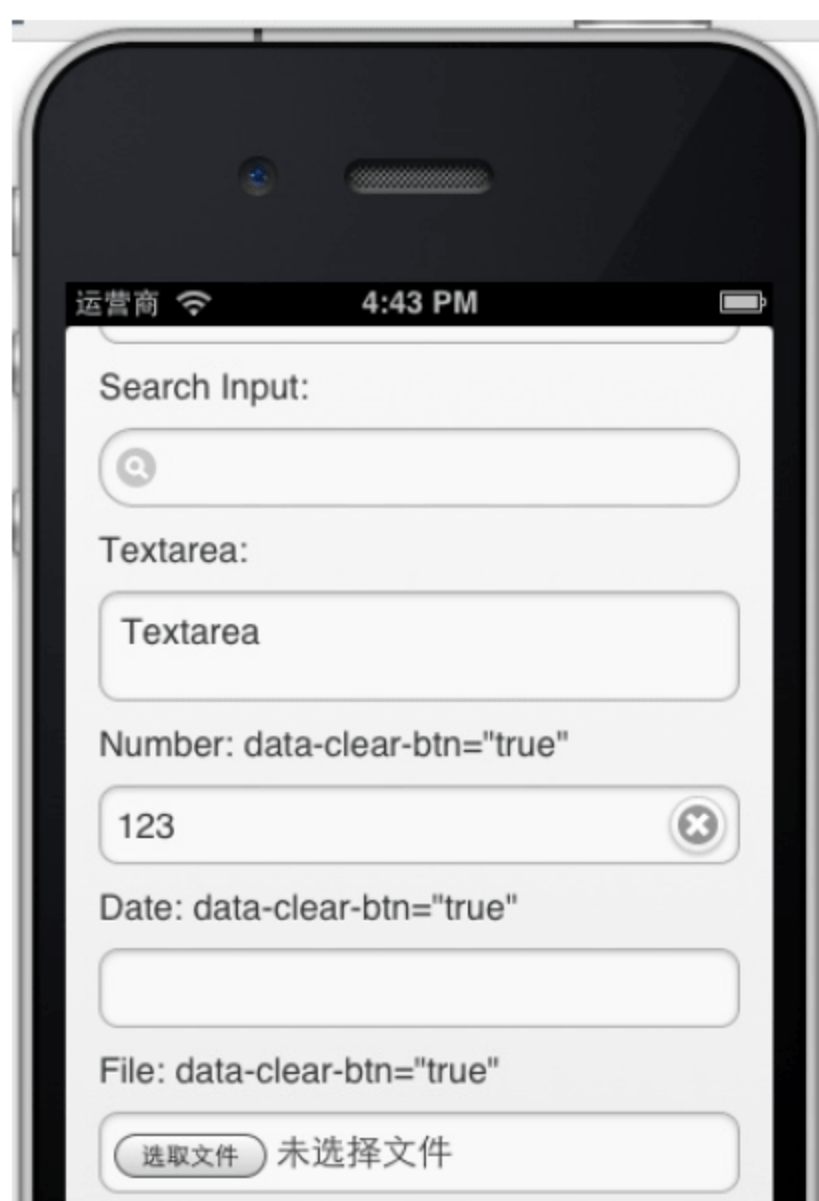 运营商 4:43 PM
Search Input:
Textarea:
Textarea
Number: data-clear-btn="true"
123
Date: data-clear-btn="true"
File: data-clear-btn="true"
选取文件 未选择文件